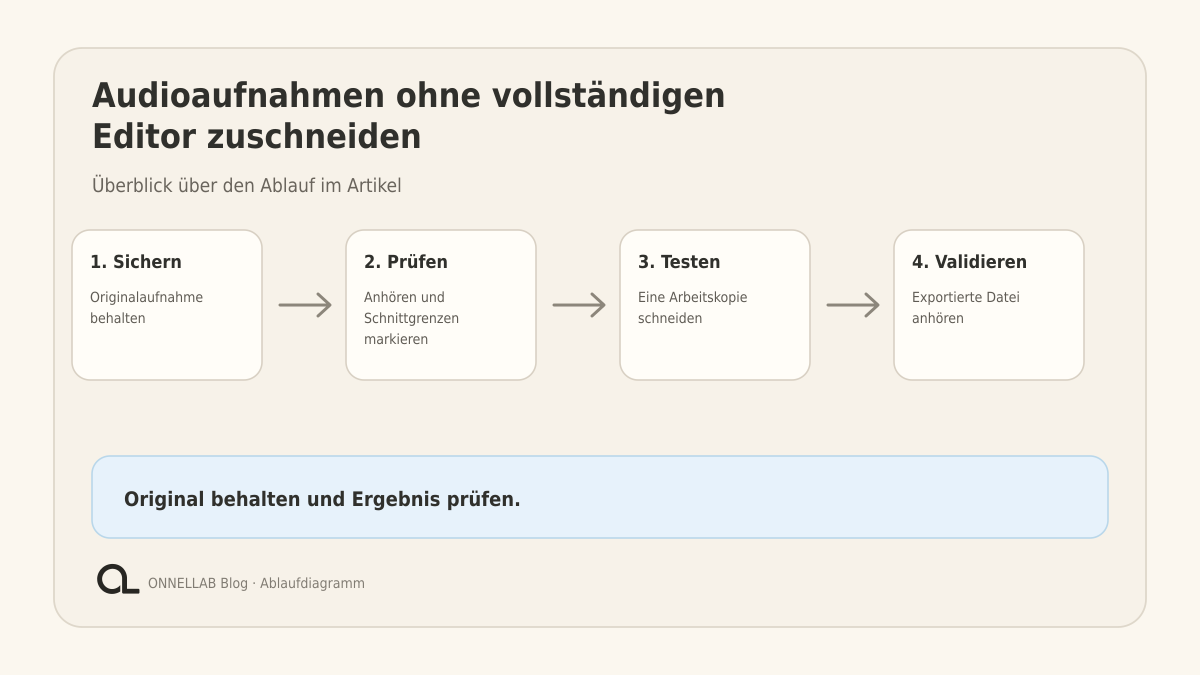 Audioaufnahmen ohne vollständigen
Editor zuschneiden
Überblick über den Ablauf im Artikel
1. Sichern
Originalaufnahme
behalten
2. Prüfen
Anhören und
Schnittgrenzen
markieren
3. Testen
Eine Arbeitskopie
schneiden
4. Validieren
Exportierte Datei
anhören
Original behalten und Ergebnis prüfen.
ONNELLAB Blog · Ablaufdiagramm